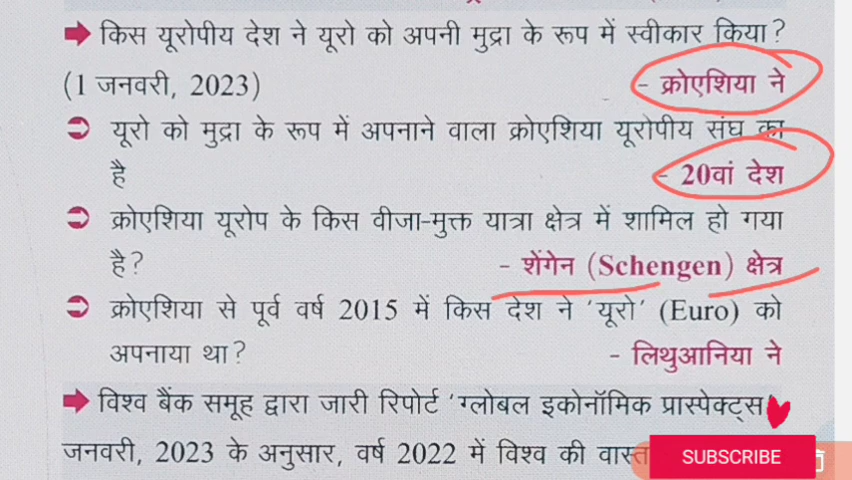 ➡ किस यूरोपीय देश ने यूरो को अपनी मुद्रा के रूप में स्वीकार किया?
(1 जनवरी, 2023) - क्रोएशिया ने
⊃ यूरो को मुद्रा के रूप में अपनाने वाला क्रोएशिया यूरोपीय संघ का
है - 20वां देश
⊃ क्रोएशिया यूरोप के किस वीजा-मुक्त यात्रा क्षेत्र में शामिल हो गया
है? - शेंगेन (Schengen) क्षेत्र
⊃ क्रोएशिया से पूर्व वर्ष 2015 में किस देश ने 'यूरो' (Euro) को
अपनाया था? - लिथुआनिया ने
➡ विश्व बैंक समूह द्वारा जारी रिपोर्ट 'ग्लोबल इकोनॉमिक प्रास्पेक्ट्स
जनवरी, 2023 के अनुसार, वर्ष 2022 में विश्व की
SUBSCRIBE